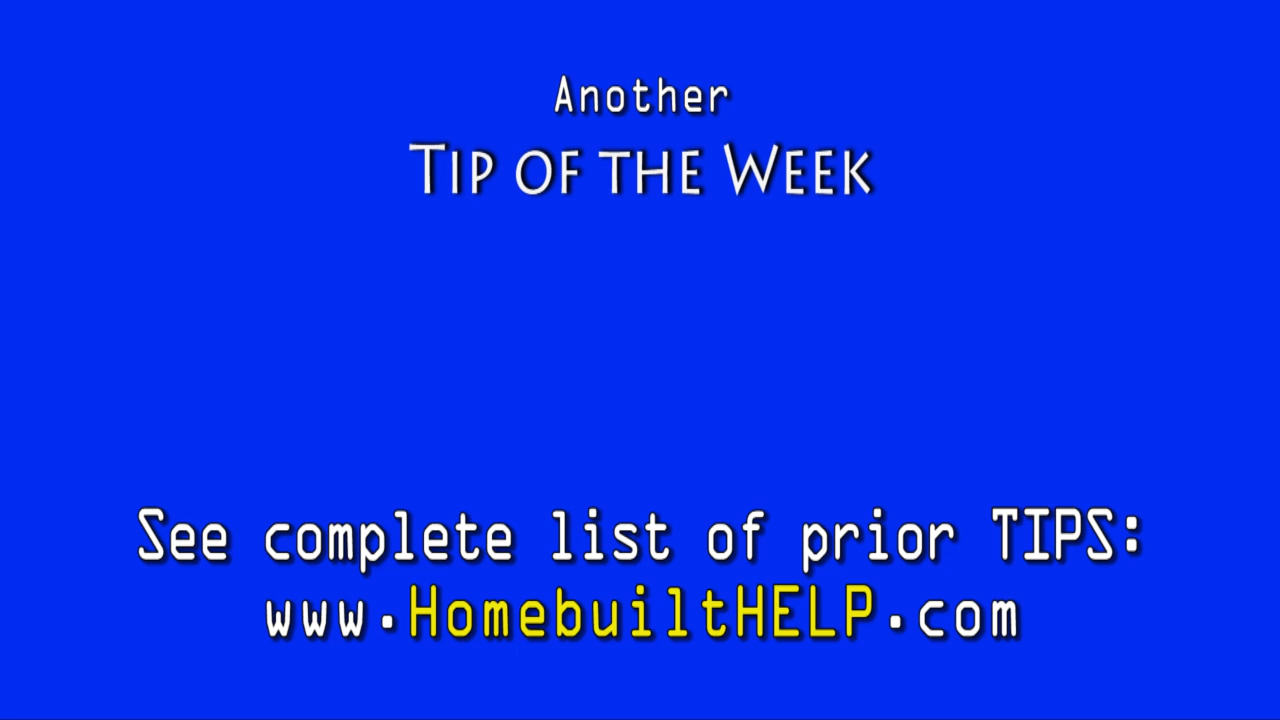 Another
Tip of the Week
See complete list of prior TIPS:
www.HomebuiltHELP.com